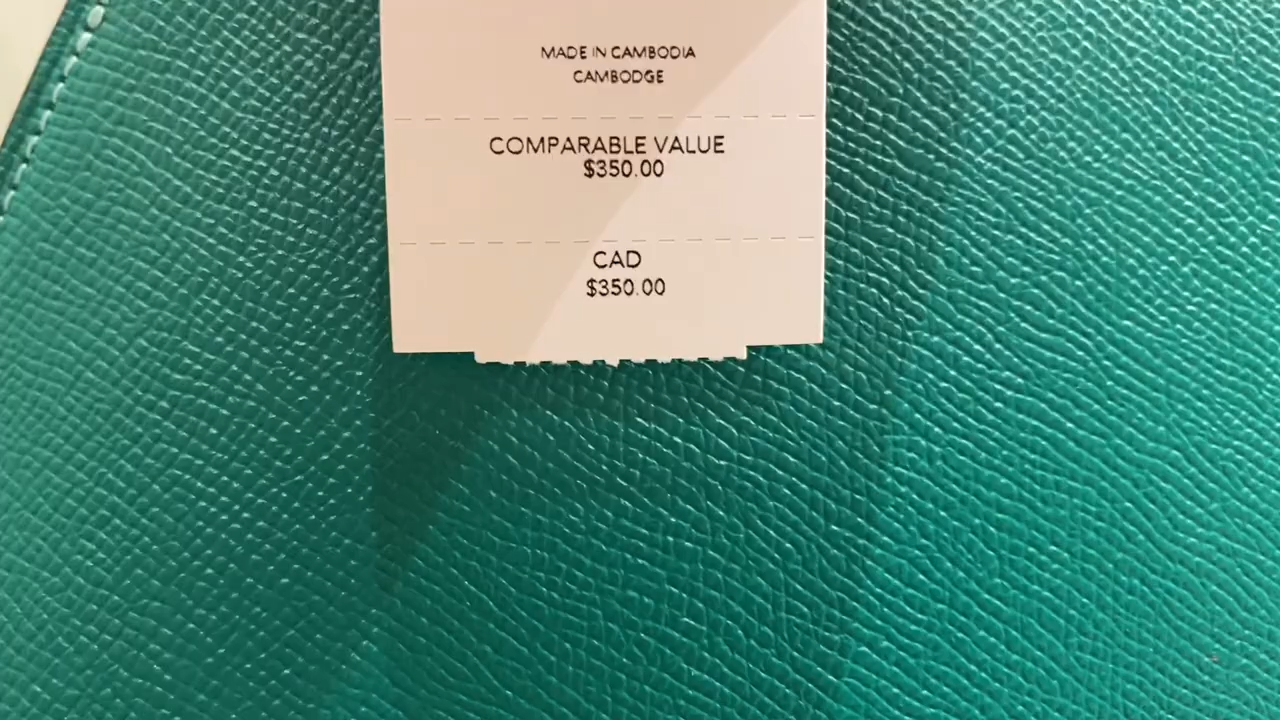 MADE IN CAMBODIA
CAMBODGE
COMPARABLE VALUE
$350.00
CAD
$350.00